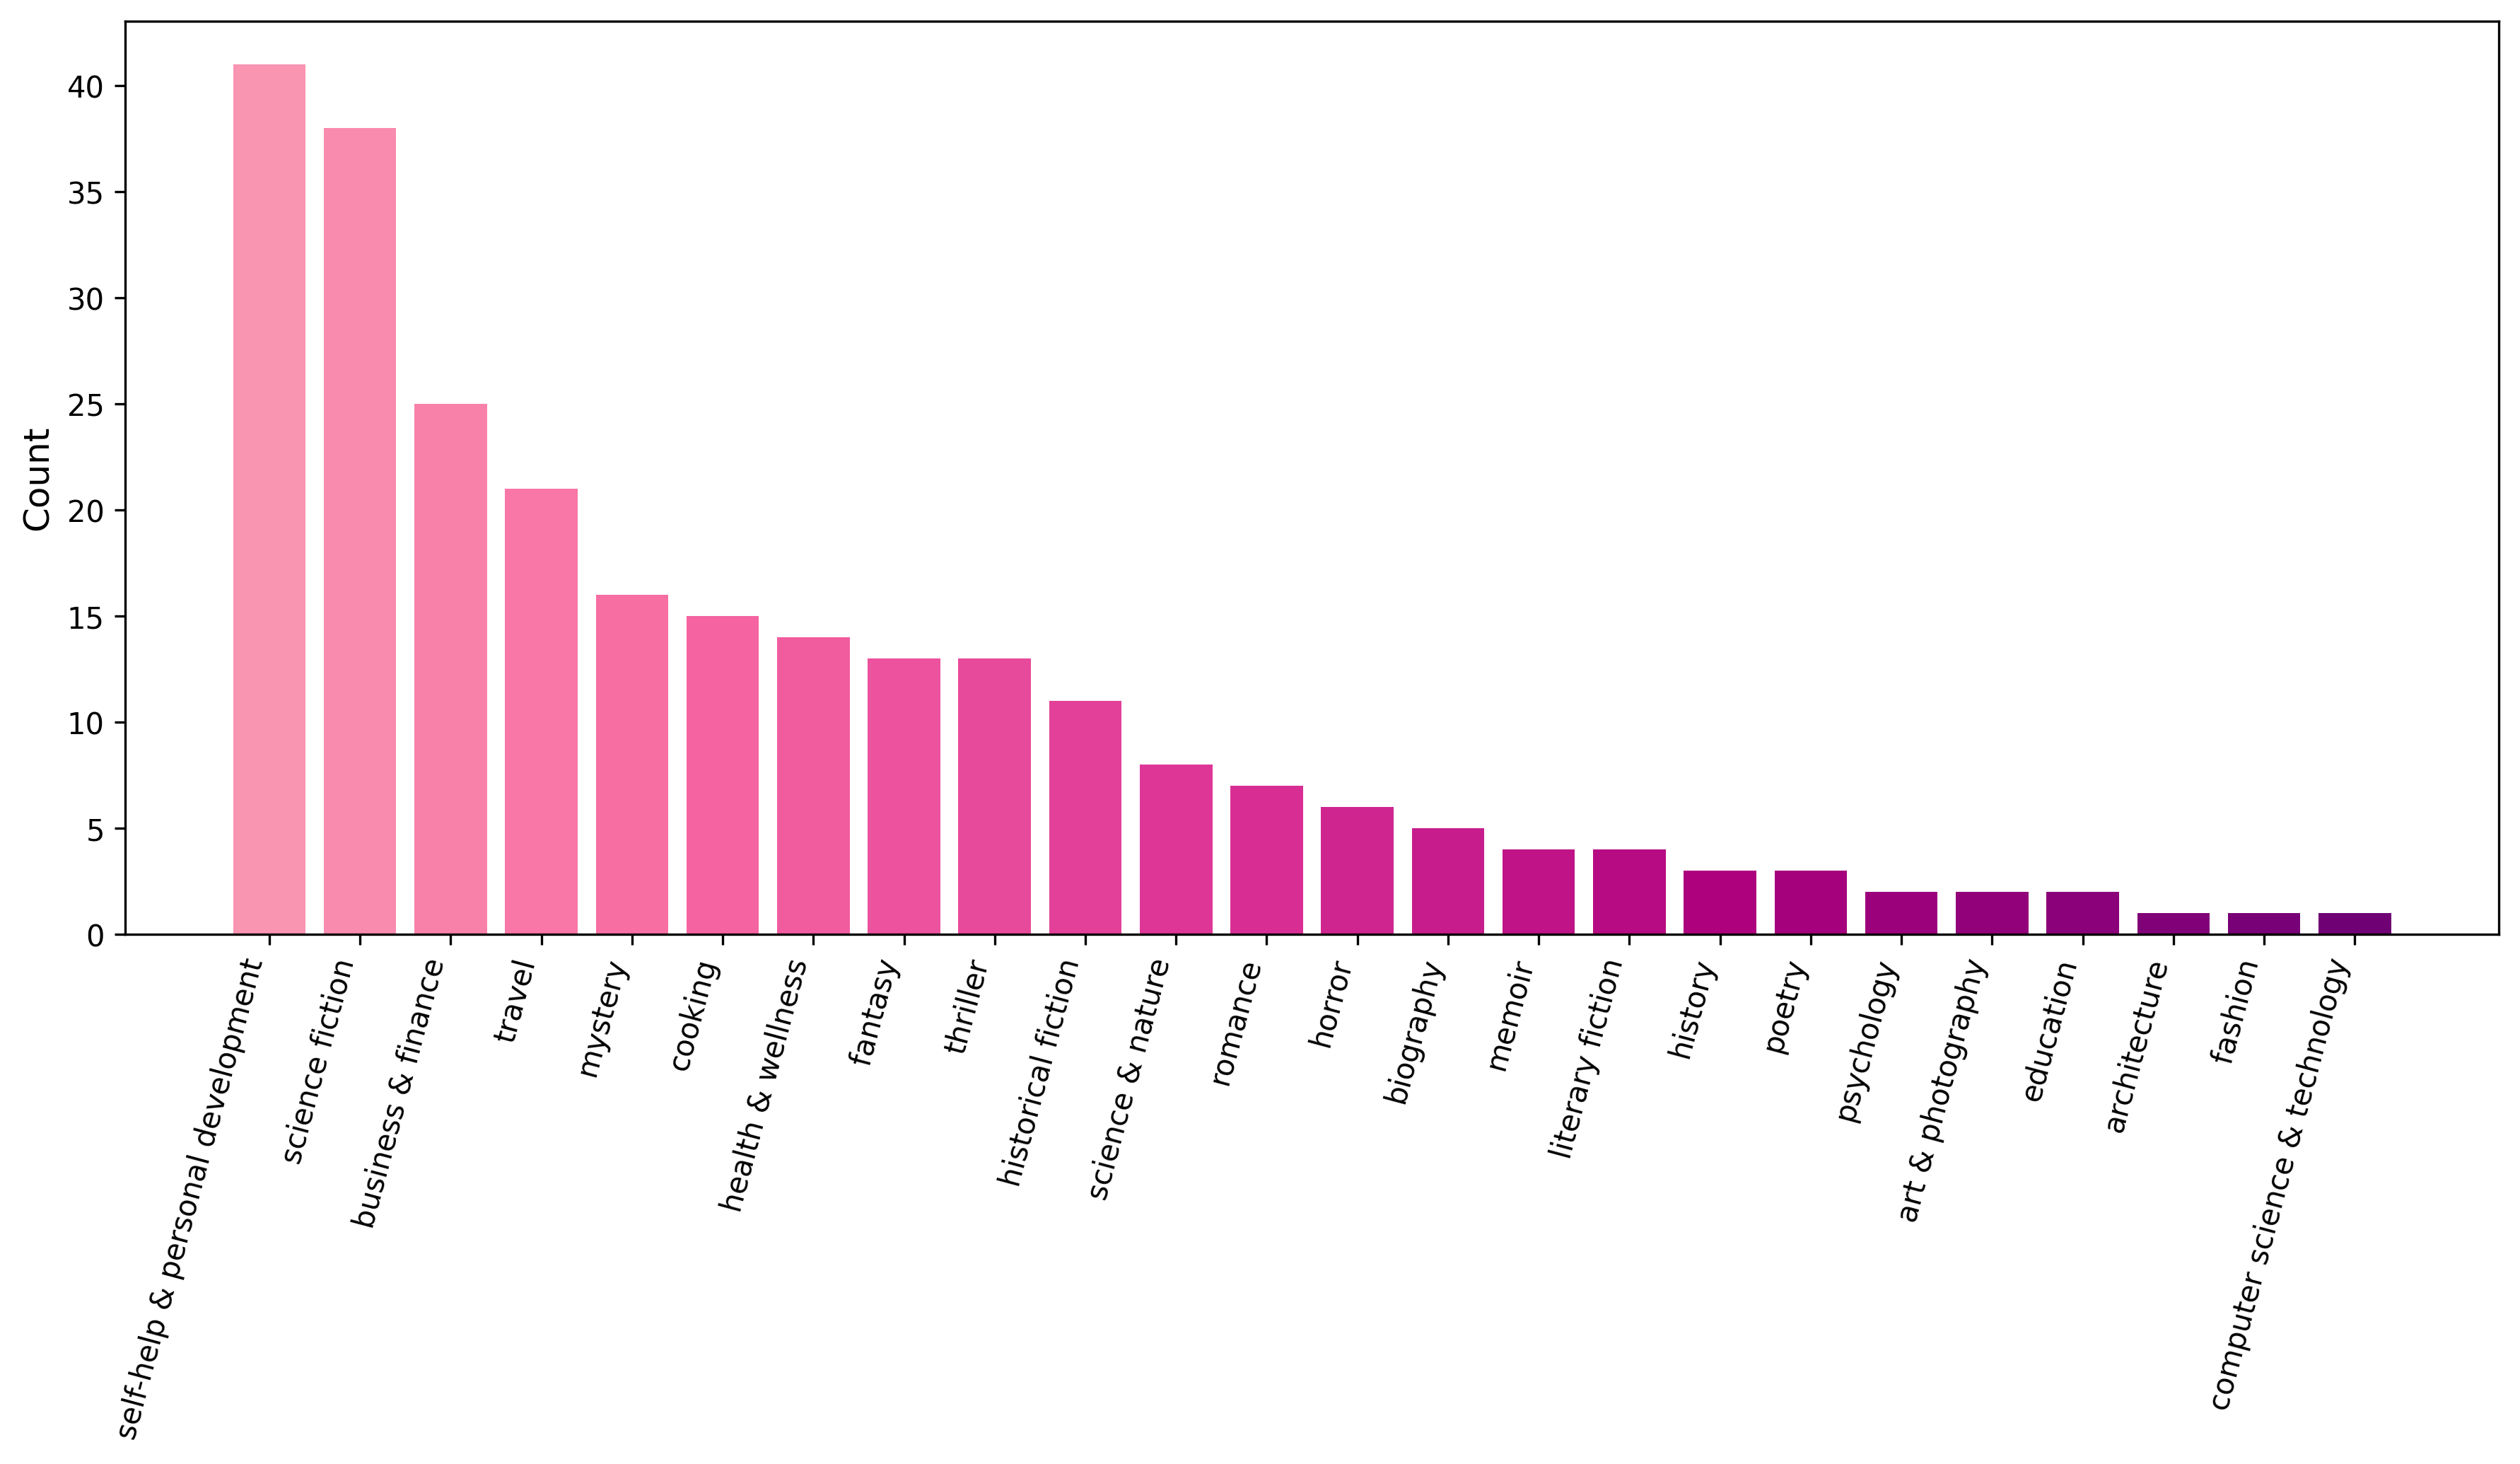 Count
40
35
30
25
20
15
10
5
0
self-help & personal development
science fiction
business & finance
travel
mystery
cooking
health & wellness
fantasy
thriller
historical fiction
science & nature
romance
horror
biography
memoir
literary fiction
history
poetry
psychology
art & photography
education
architecture
fashion
computer science & technology